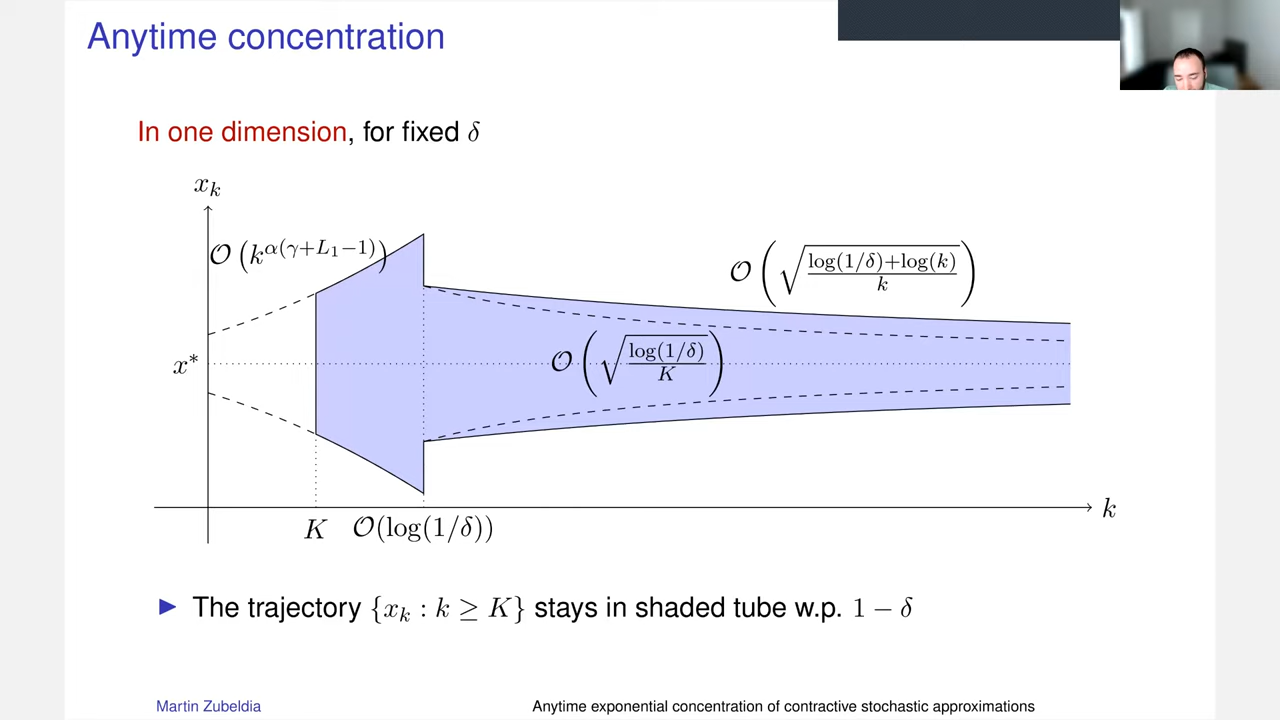 Anytime concentration
In one dimension, for fixed δ
x_k
O(k^{α(γ+L_1−1)})
O(√((log(1/δ)+log(k))/k))
O(√(log(1/δ)/K))
x*
k
K
O(log(1/δ))
▶ The trajectory {x_k : k ≥ K} stays in shaded tube w.p. 1 − δ
Martin Zubeldia
Anytime exponential concentration of contractive stochastic approximations